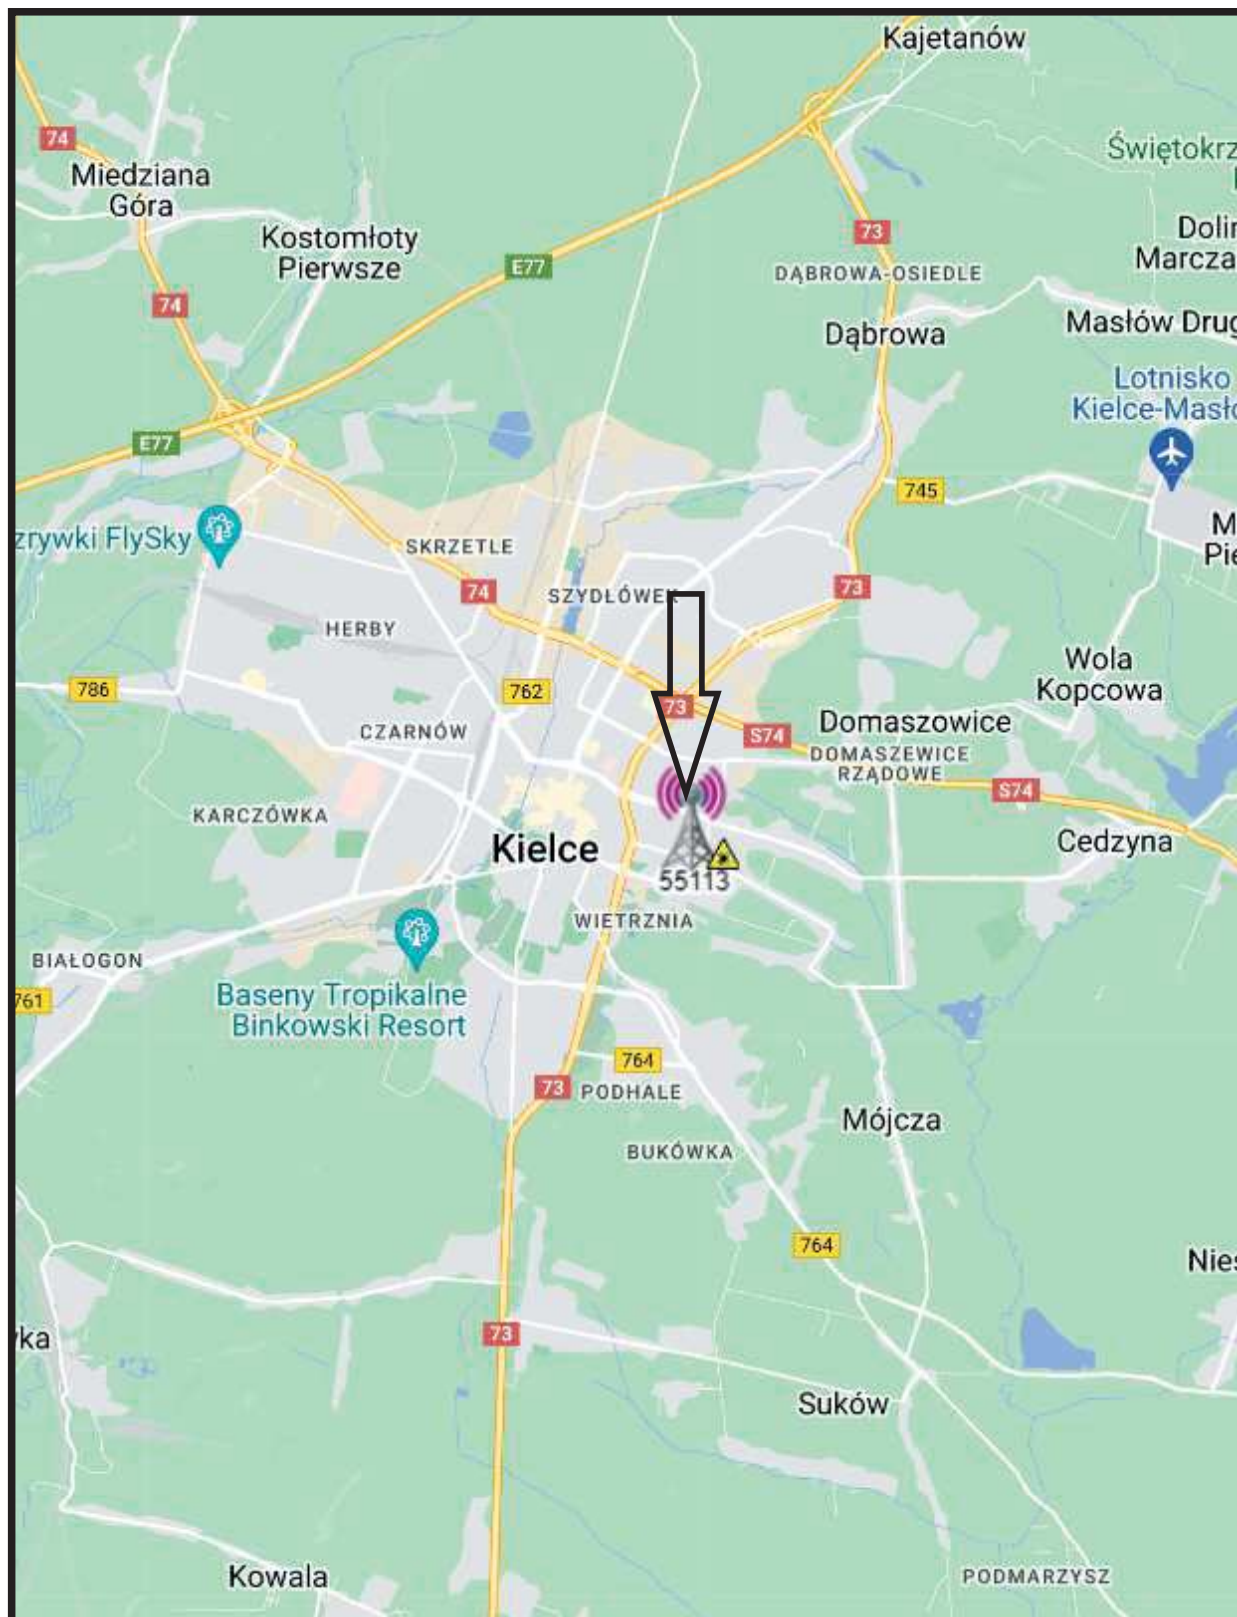 Kajetanów
74
Świętokrz
Miedziana
Góra
Dolin
Marcza
73
Kostomłoty
Pierwsze
E77
DĄBROWA-OSIEDLE
74
Masłów Drug
Dąbrowa
Lotnisko
Kielce-Masło
E77
745
zrywki FlySky
SKRZETLE
M
Pie
74
SZYDŁÓWEK
73
HERBY
Wola
Kopcowa
786
762
73
Domaszowice
CZARNÓW
S74
DOMASZEWICE
RZĄDOWE
S74
KARCZÓWKA
Kielce
Cedzyna
55113
WIETRZNIA
BIAŁOGON
761
Baseny Tropikalne
Binkowski Resort
764
73
PODHALE
Mójcza
BUKÓWKA
764
Nies
73
ka
Suków
Kowala
PODMARZYSZ